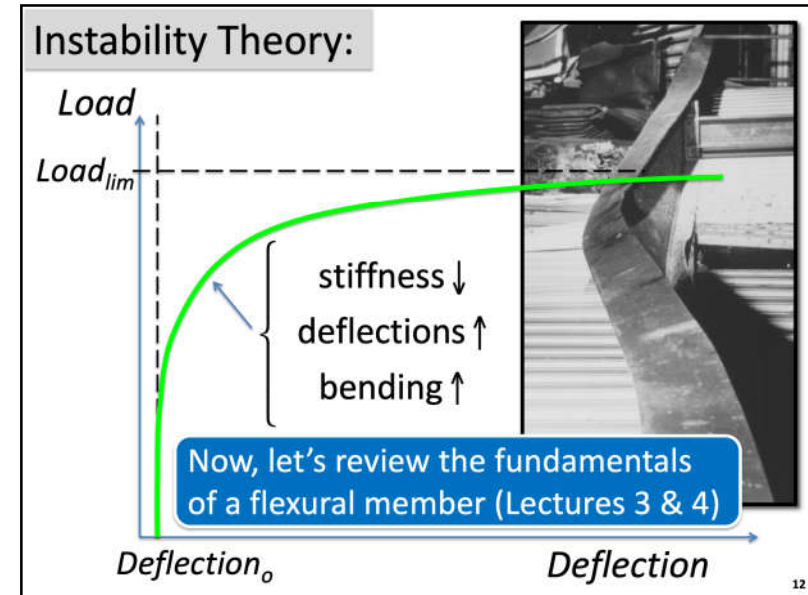 Instability Theory:
Load
Load_lim
stiffness ↓
deflections ↑
bending ↑
Now, let's review the fundamentals
of a flexural member (Lectures 3 & 4)
Deflection_o
Deflection
12